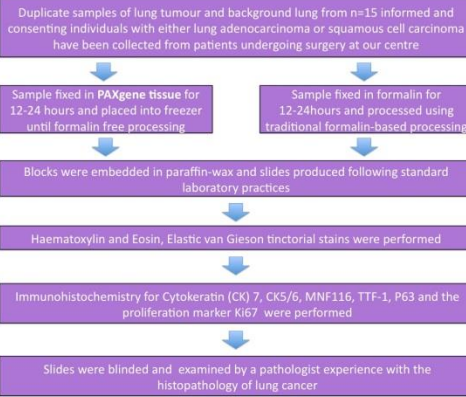 Duplicate samples of lung tumour and background lung from n=15 informed and
consenting individuals with either lung adenocarcinoma or squamous cell carcinoma
have been collected from patients undergoing surgery at our centre
Sample fixed in PAXgene tissue for
12-24 hours and placed into freezer
until formalin free processing
Sample fixed in formalin for
12-24hours and processed using
traditional formalin-based processing
Blocks were embedded in paraffin-wax and slides produced following standard
laboratory practices
Haematoxylin and Eosin, Elastic van Gieson tinctorial stains were performed
Immunohistochemistry for Cytokeratin (CK) 7, CK5/6, MNF116, TTF-1, P63 and the
proliferation marker Ki67 were performed
Slides were blinded and examined by a pathologist experience with the
histopathology of lung cancer